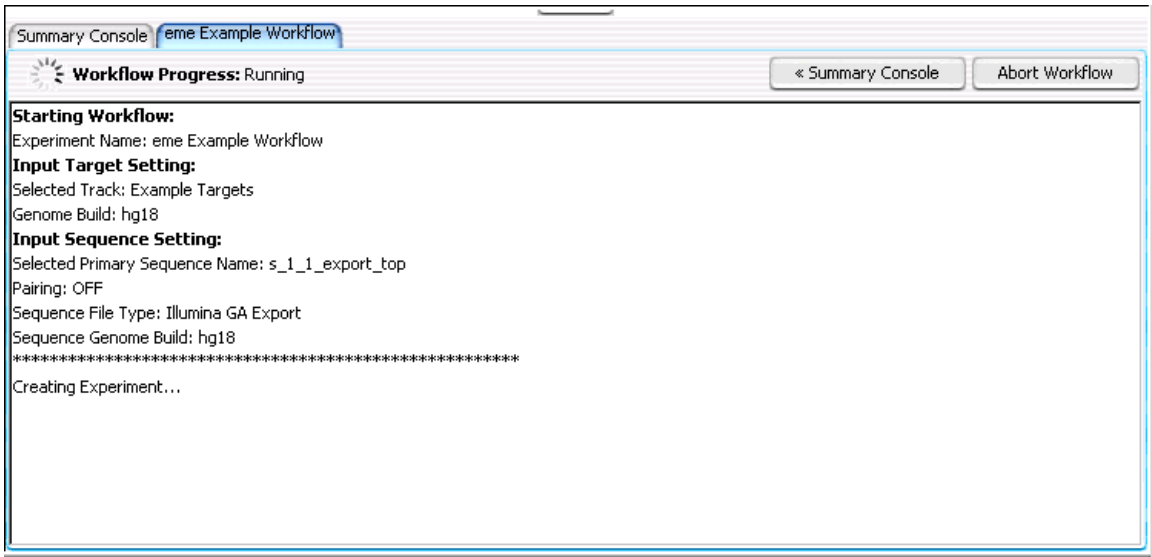 Summary Console eme Example Workflow
Workflow Progress: Running « Summary Console Abort Workflow
Starting Workflow:
Experiment Name: eme Example Workflow
Input Target Setting:
Selected Track: Example Targets
Genome Build: hg18
Input Sequence Setting:
Selected Primary Sequence Name: s_1_1_export_top
Pairing: OFF
Sequence File Type: Illumina GA Export
Sequence Genome Build: hg18
*******************************************************
Creating Experiment...